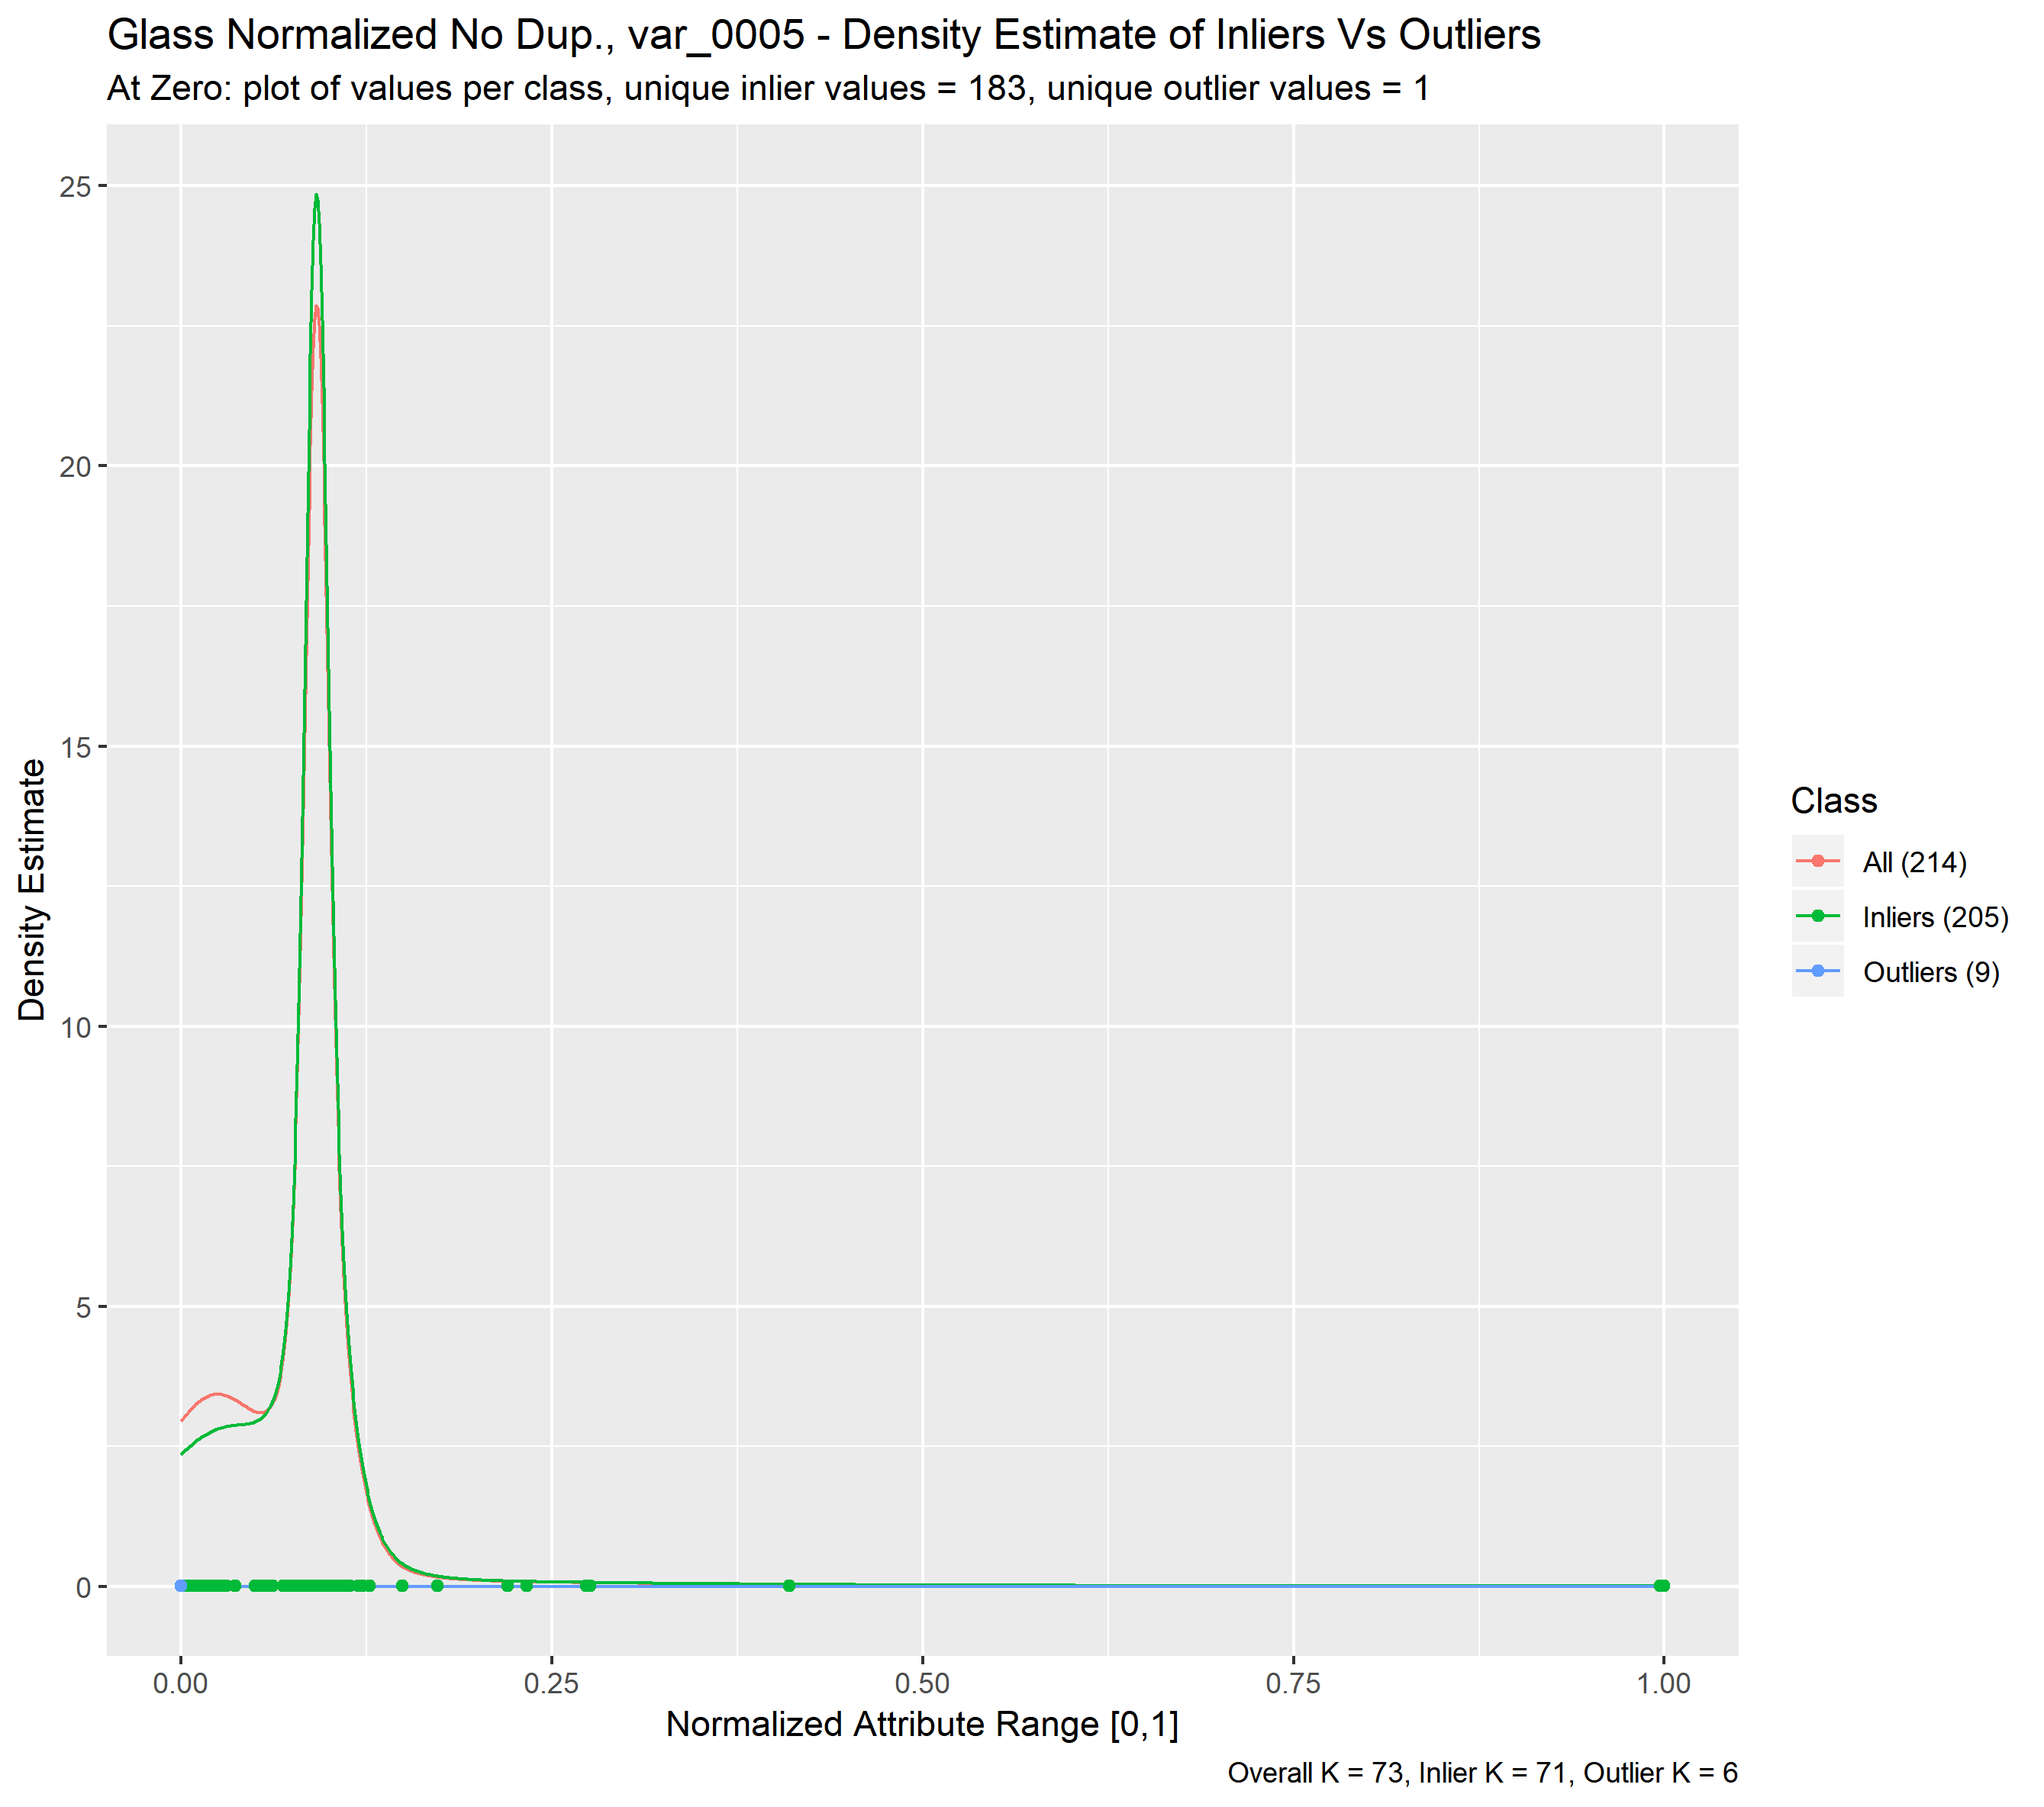 Glass Normalized No Dup., var_0005 - Density Estimate of Inliers Vs Outliers
At Zero: plot of values per class, unique inlier values = 183, unique outlier values = 1
25
20
15
10
5
0
Density Estimate
0.00
0.25
0.50
0.75
1.00
Normalized Attribute Range [0,1]
Class
All (214)
Inliers (205)
Outliers (9)
Overall K = 73, Inlier K = 71, Outlier K = 6